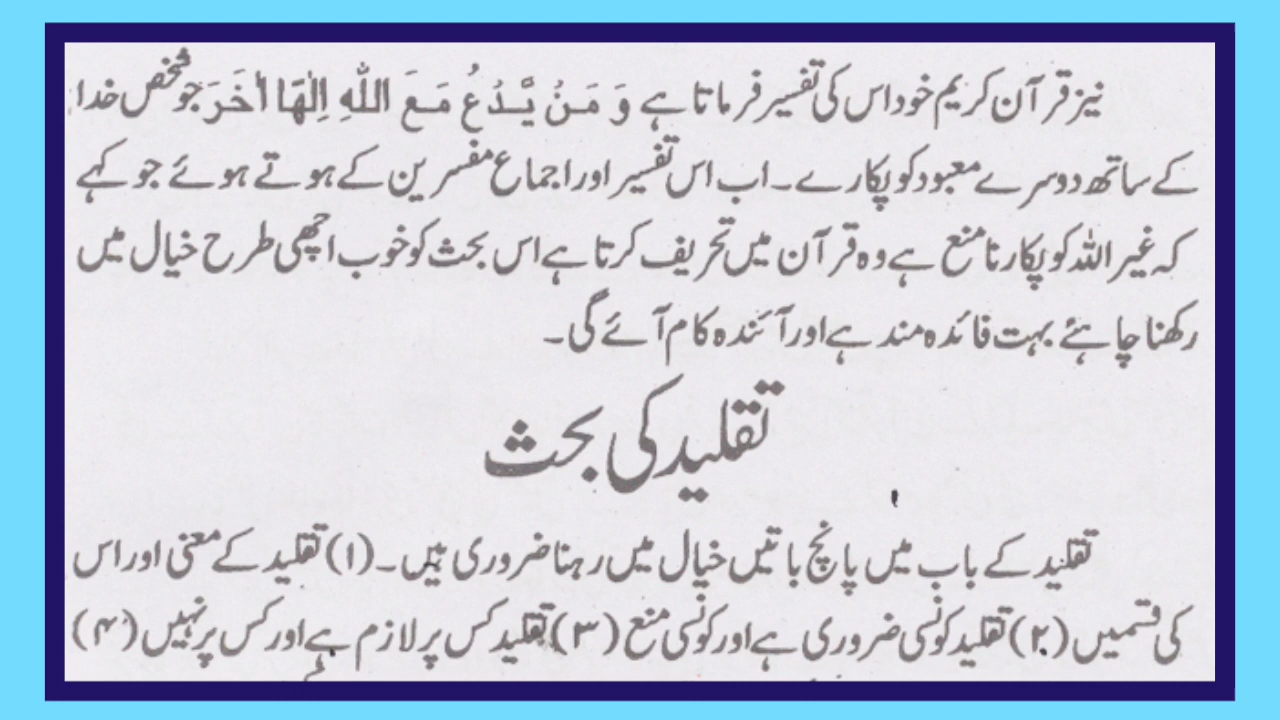 نیز قرآن کریم خود اس کی تفسیر فرماتا ہے وَ مَنْ یَّدْعُ مَعَ اللّٰهِ اِلٰهًا اٰخَرَ جو شخص خدا
کے ساتھ دوسرے معبود کو پکارے۔ اب اس تفسیر اور اجماع مفسرین کے ہوتے ہوئے جو کہے
کہ غیر اللہ کو پکارنا منع ہے وہ قرآن میں تحریف کرتا ہے اس بحث کو خوب اچھی طرح خیال میں
رکھنا چاہئے بہت فائدہ مند ہے اور آئندہ کام آئے گی۔
تقلید کی بحث
تقلید کے باب میں پانچ باتیں خیال میں رہنا ضروری ہیں۔ (۱) تقلید کے معنی اور اس
کی قسمیں (۲) تقلید کونسی ضروری ہے اور کونسی منع (۳) تقلید کس پر لازم ہے اور کس پر نہیں (۴)